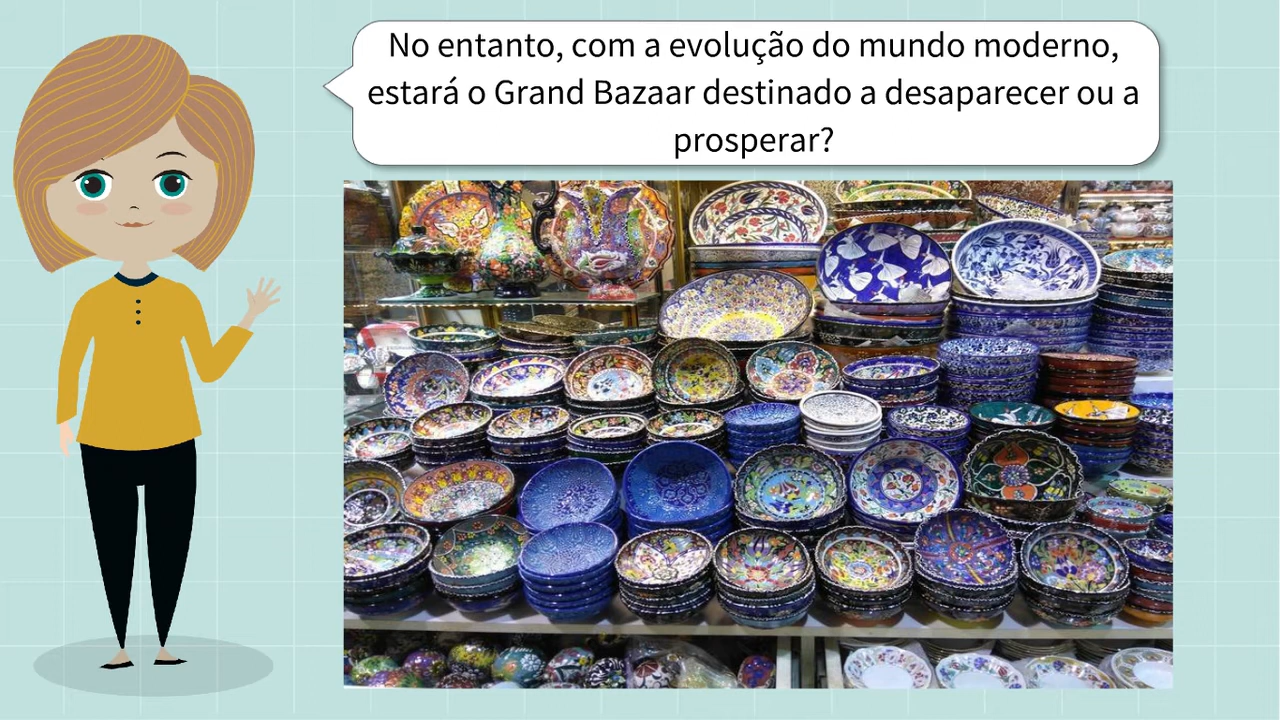 No entanto, com a evolução do mundo moderno,
estará o Grand Bazaar destinado a desaparecer ou a
prosperar?